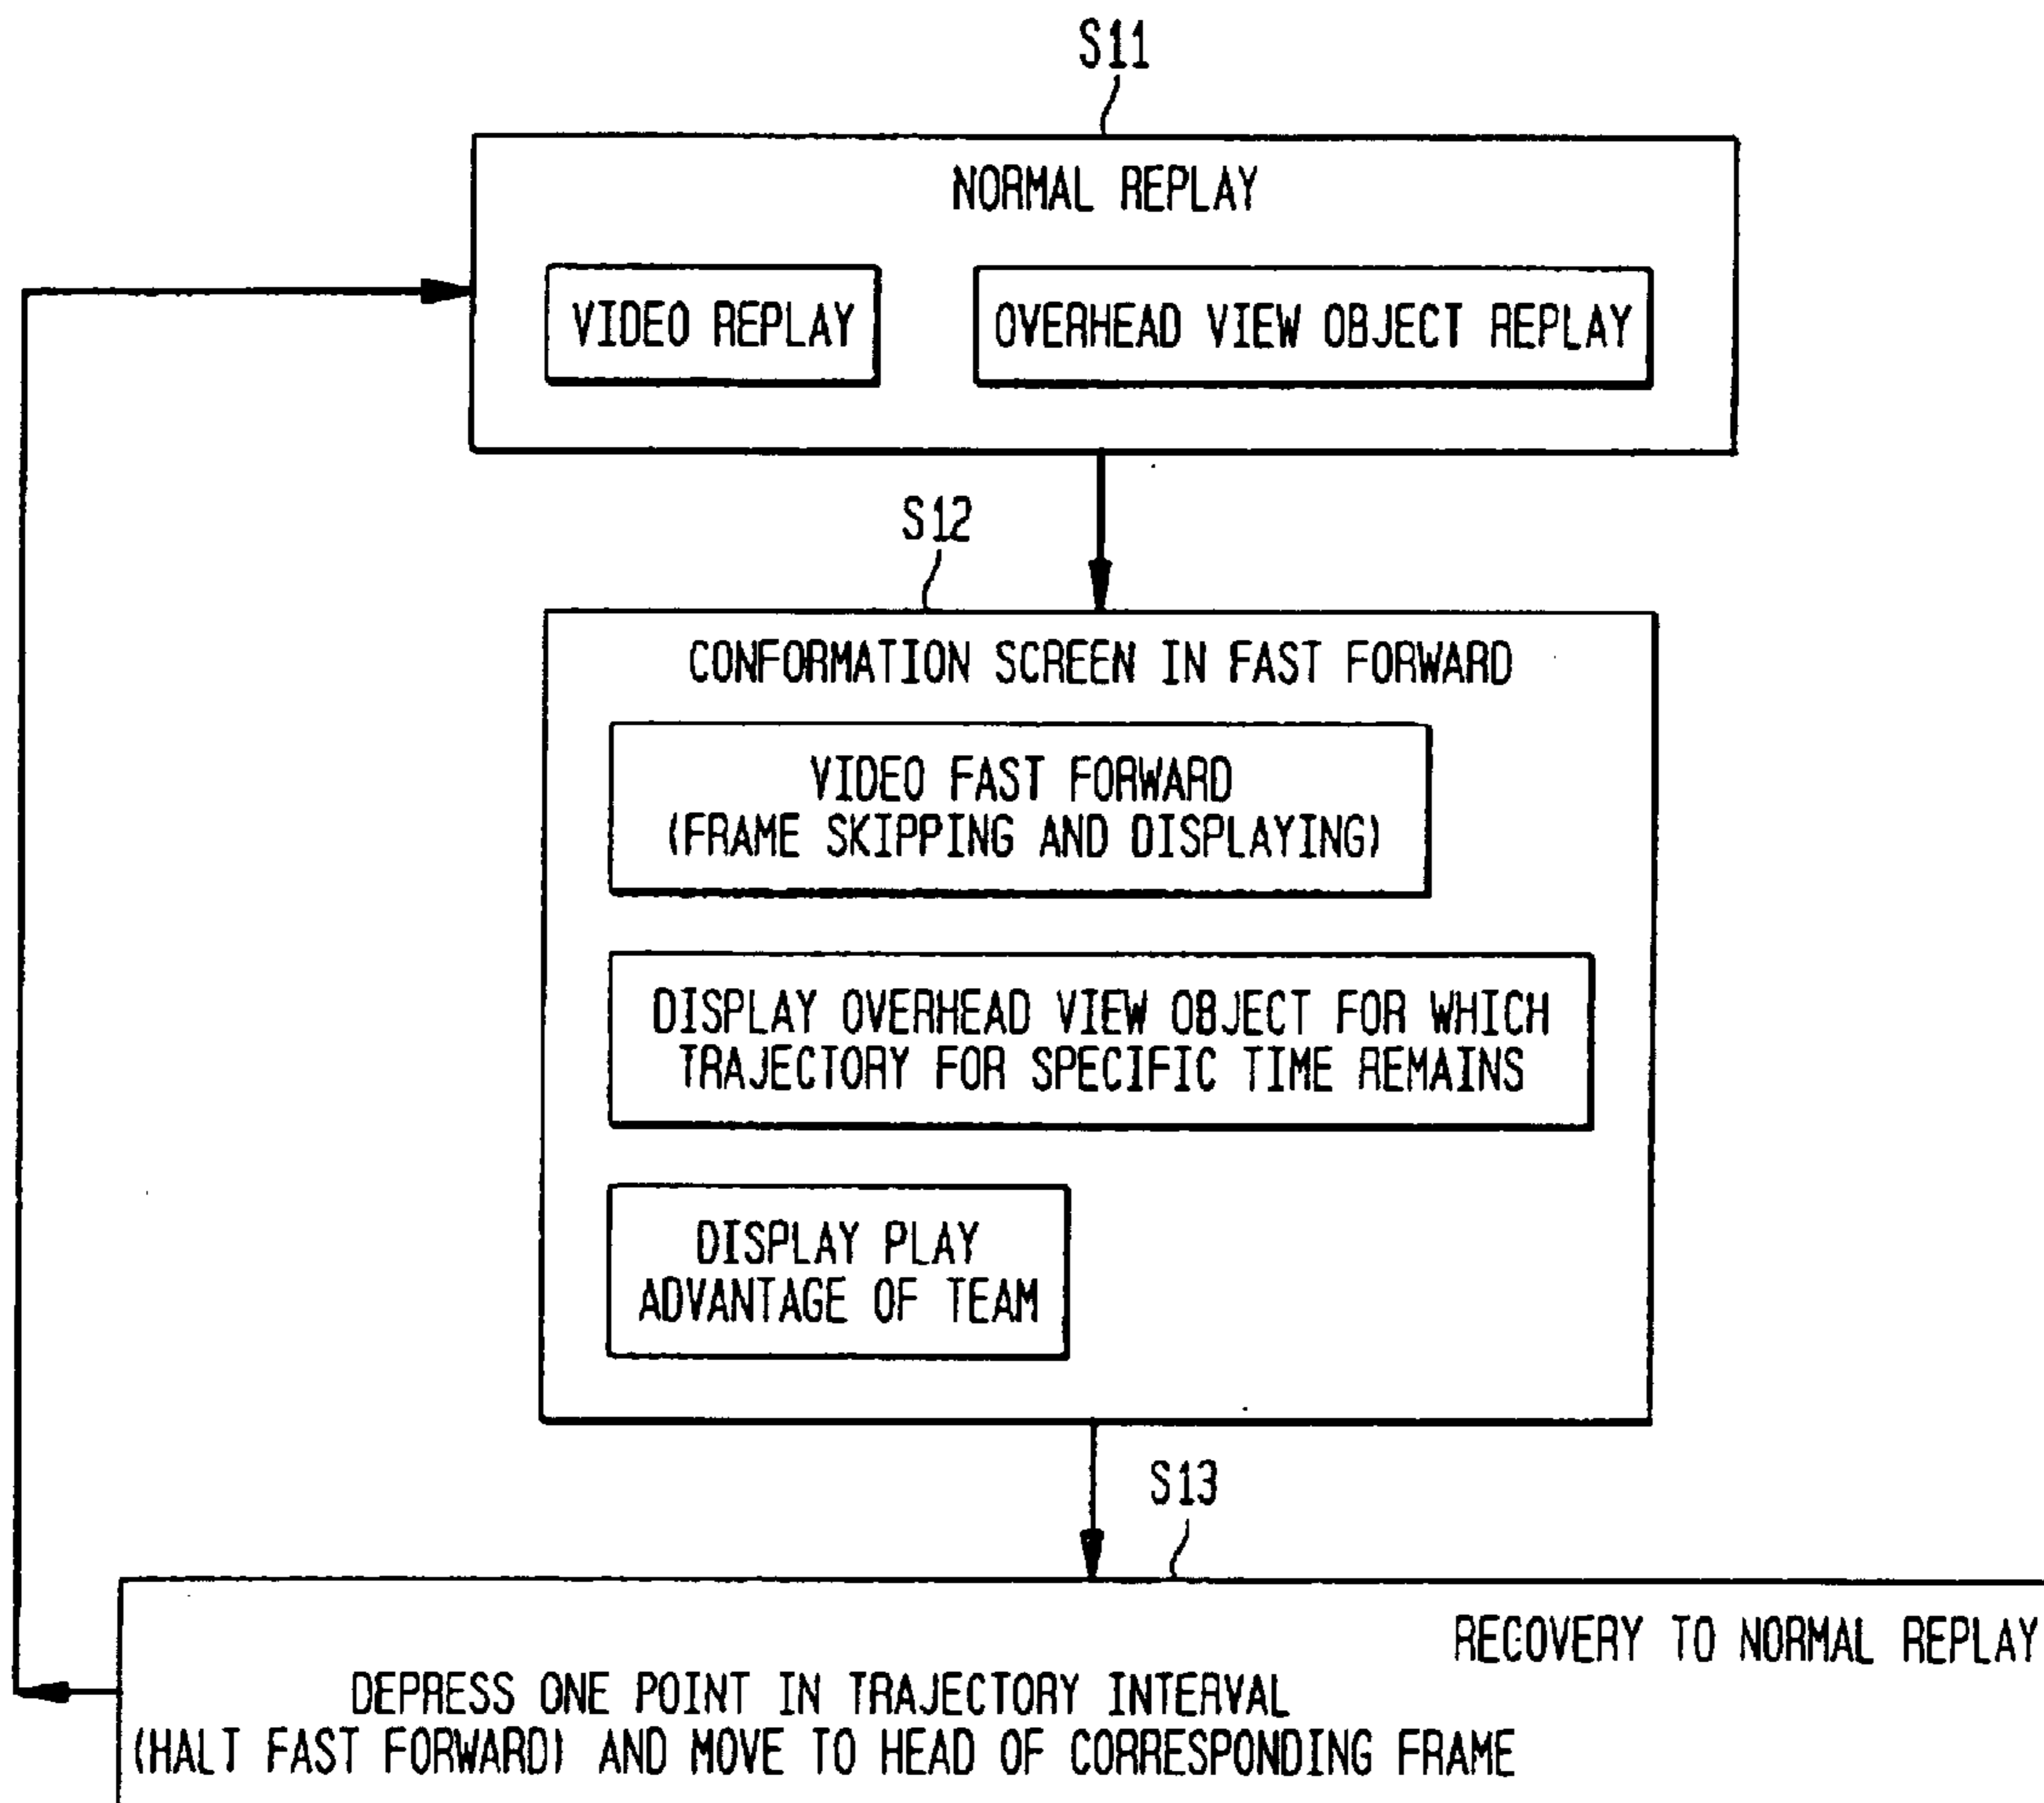 S11
NORMAL REPLAY
VIDEO REPLAY
OVERHEAD VIEW OBJECT REPLAY
S12
CONFORMATION SCREEN IN FAST FORWARD
VIDEO FAST FORWARD
(FRAME SKIPPING AND DISPLAYING)
DISPLAY OVERHEAD VIEW OBJECT FOR WHICH
TRAJECTORY FOR SPECIFIC TIME REMAINS
DISPLAY PLAY
ADVANTAGE OF TEAM
S13
RECOVERY TO NORMAL REPLAY
DEPRESS ONE POINT IN TRAJECTORY INTERVAL
(HALT FAST FORWARD) AND MOVE TO HEAD OF CORRESPONDING FRAME